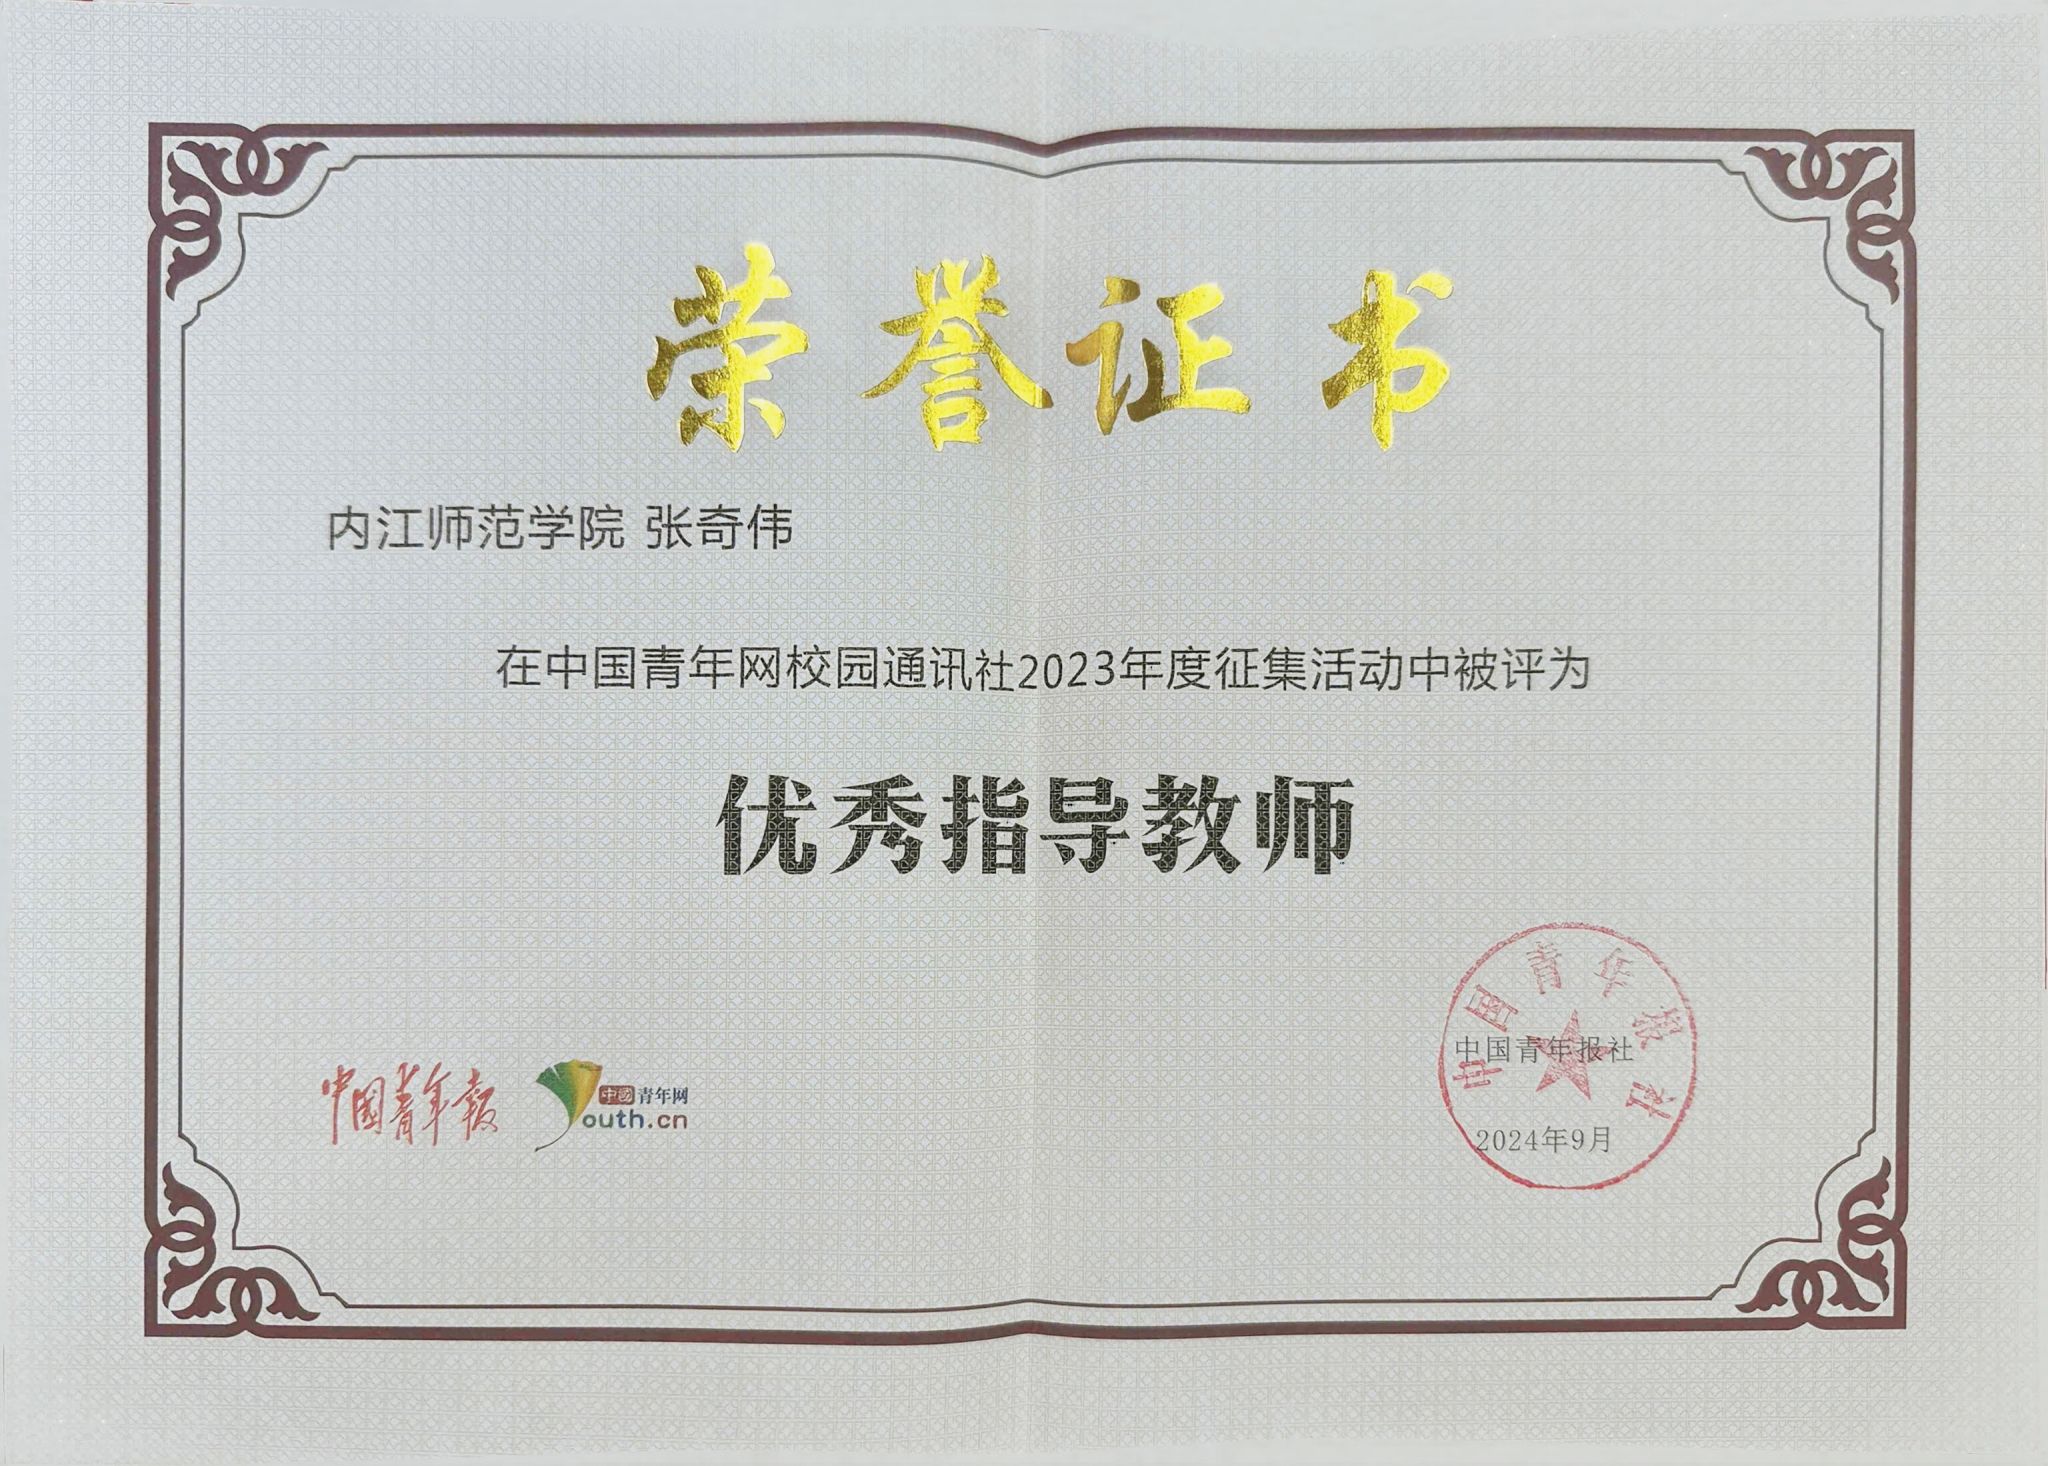 荣誉证书
内江师范学院 张奇伟
在中国青年网校园通讯社2023年度征集活动中被评为
优秀指导教师
中国青年报
中國青年网
outh.cn
中国青年报社
中国青年报社
2024年9月